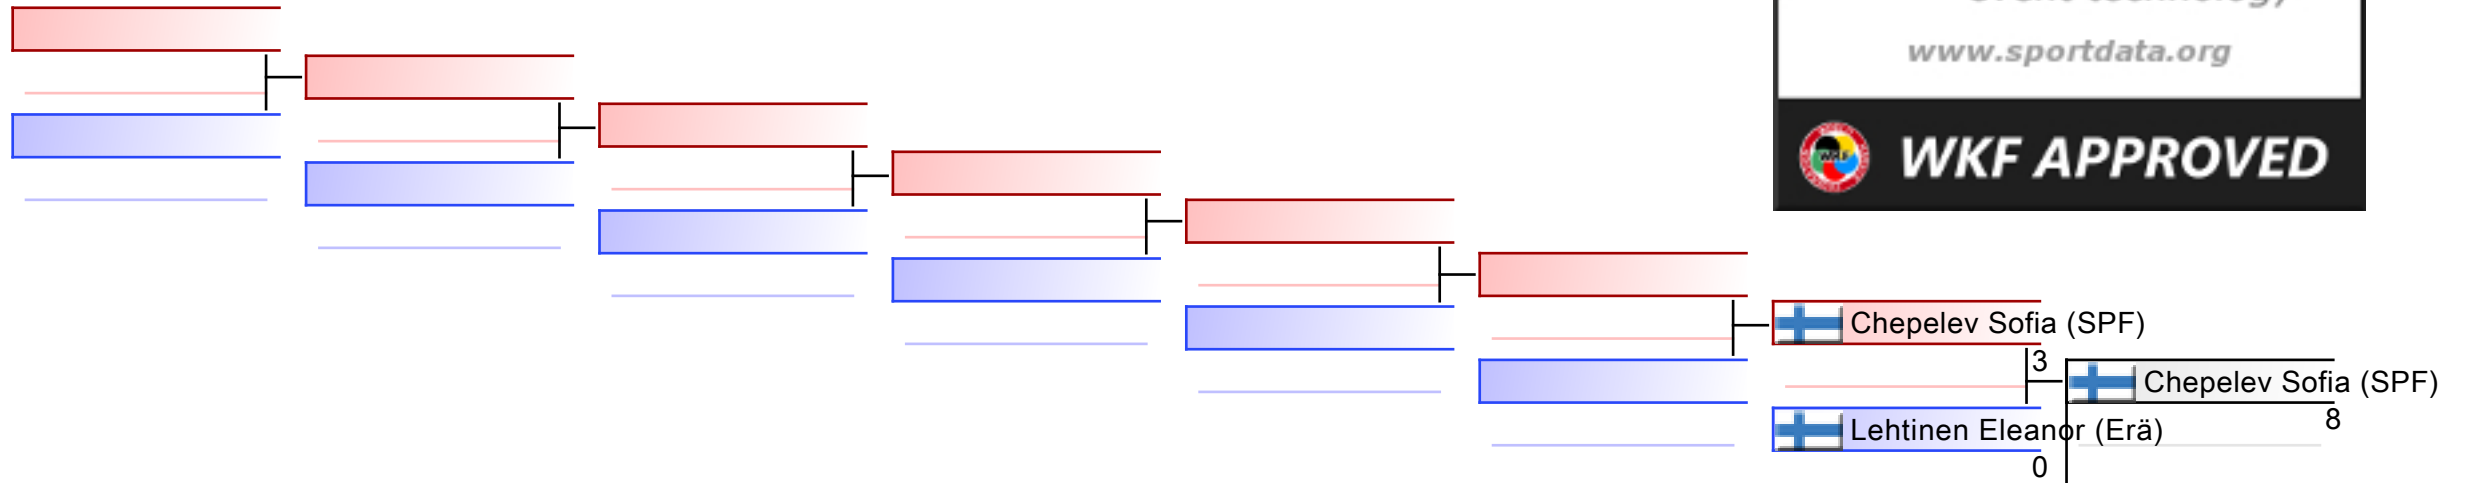 www.sportdata.org
WKF APPROVED
Chepelev Sofia (SPF)
3
Chepelev Sofia (SPF)
8
Lehtinen Eleanor (Erä)
0